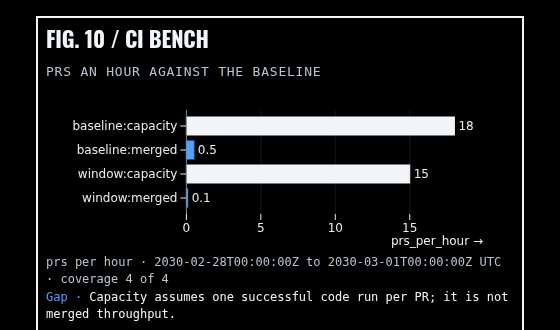 FIG. 10 / CI BENCH
PRS AN HOUR AGAINST THE BASELINE
baseline:capacity 18
baseline:merged 0.5
window:capacity 15
window:merged 0.1
0 5 10 15
prs_per_hour →
prs per hour · 2030-02-28T00:00:00Z to 2030-03-01T00:00:00Z UTC
· coverage 4 of 4
Gap · Capacity assumes one successful code run per PR; it is not
merged throughput.